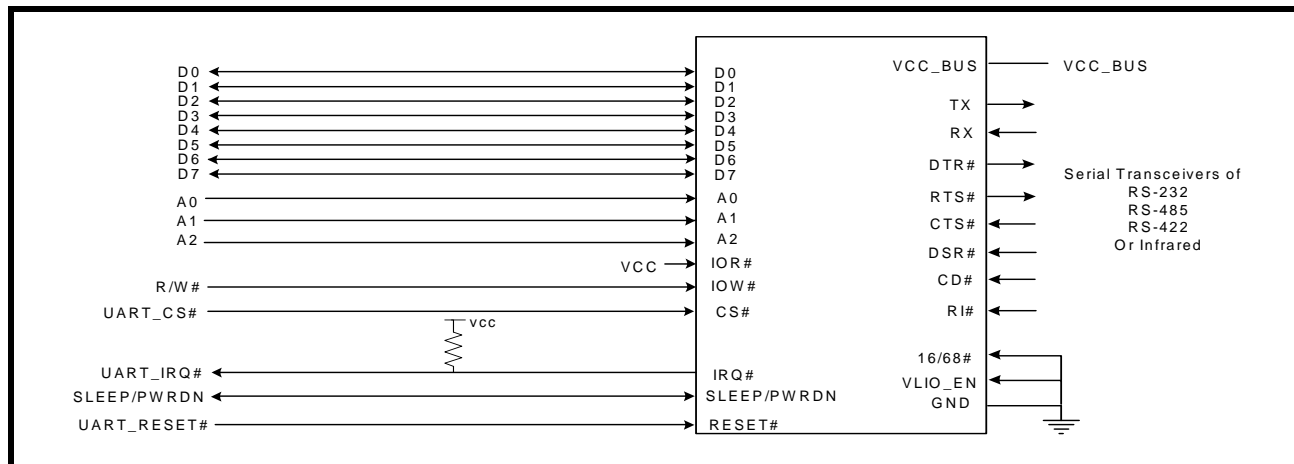 D0
D1
D2
D3
D4
D5
D6
D7
A0
A1
A2
VCC
R/W#
UART_CS#
vcc
UART_IRQ#
SLEEP/PWRDN
UART_RESET#
D0
D1
D2
D3
D4
D5
D6
D7
A0
A1
A2
IOR#
IOW#
CS#
IRQ#
SLEEP/PWRDN
RESET#
VCC_BUS
TX
RX
DTR#
RTS#
CTS#
DSR#
CD#
RI#
16/68#
VLIO_EN
GND
VCC_BUS
Serial Transceivers of
RS-232
RS-485
RS-422
Or Infrared